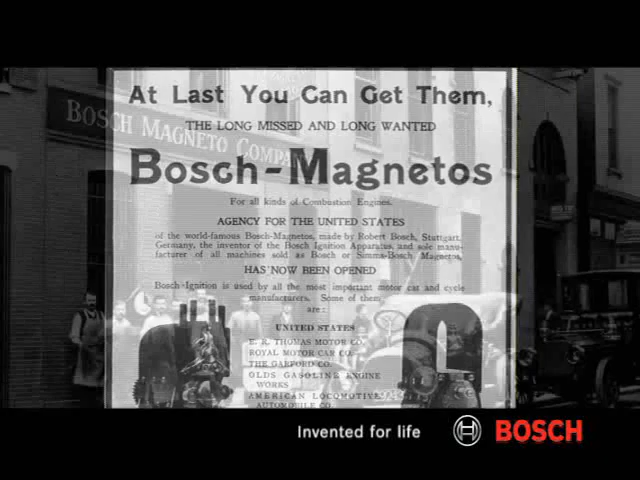 At Last You Can Get Them,
THE LONG MISSED AND LONG WANTED
BOSCH MAGNETO COMPANY
Bosch-Magnetos
For all kinds of Combustion Engines.
AGENCY FOR THE UNITED STATES
of the world-famous Bosch-Magnetos, made by Robert Bosch, Stuttgart,
Germany, the inventor of the Bosch Ignition Apparatus, and sole manu-
facturer of all machines sold as Bosch or Simms-Bosch Magnetos,
HAS NOW BEEN OPENED
Bosch-Ignition is used by all the most important motor car and cycle
manufacturers. Some of them
are:
UNITED STATES
E. R. THOMAS MOTOR CO.
ROYAL MOTOR CAR CO.
THE GARFORD CO.
OLDS GASOLINE ENGINE
WORKS
AMERICAN LOCOMOTIVE
AUTOMOBILE CO.
Invented for life
BOSCH